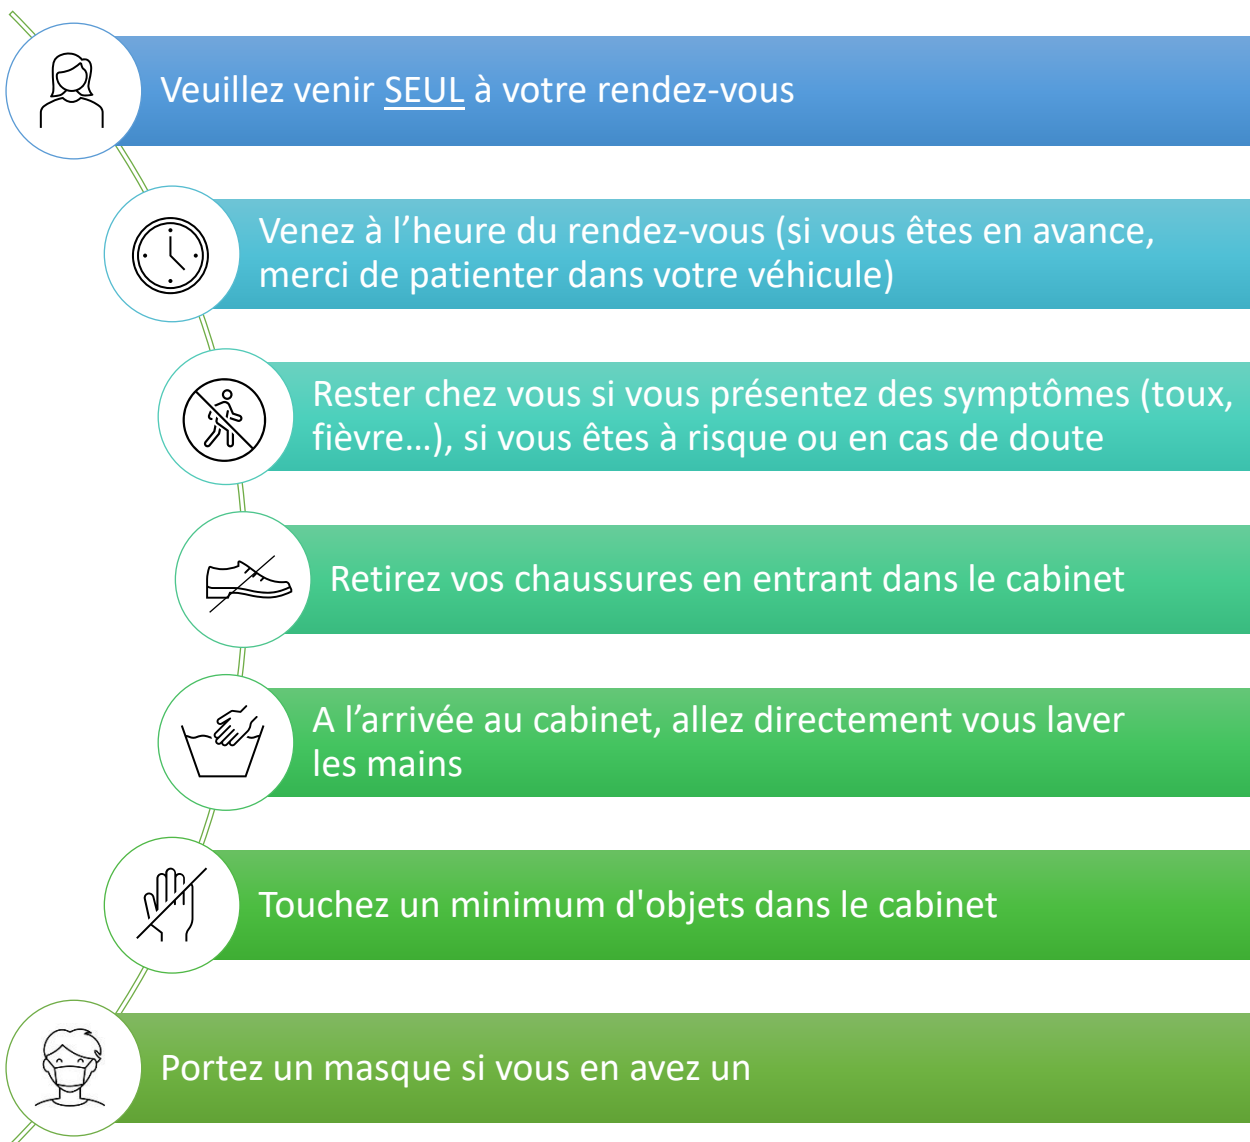 Veuillez venir SEUL à votre rendez-vous
Venez à l’heure du rendez-vous (si vous êtes en avance,
merci de patienter dans votre véhicule)
Rester chez vous si vous présentez des symptômes (toux,
fièvre…), si vous êtes à risque ou en cas de doute
Retirez vos chaussures en entrant dans le cabinet
A l’arrivée au cabinet, allez directement vous laver
les mains
Touchez un minimum d'objets dans le cabinet
Portez un masque si vous en avez un